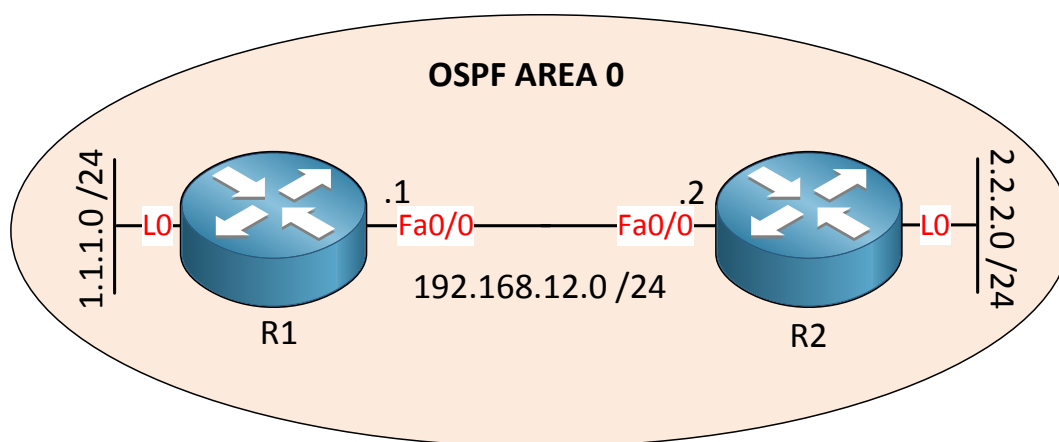 OSPF AREA 0
1.1.1.0 /24
L0
.1
Fa0/0
.2
Fa0/0
L0
2.2.2.0 /24
192.168.12.0 /24
R1
R2